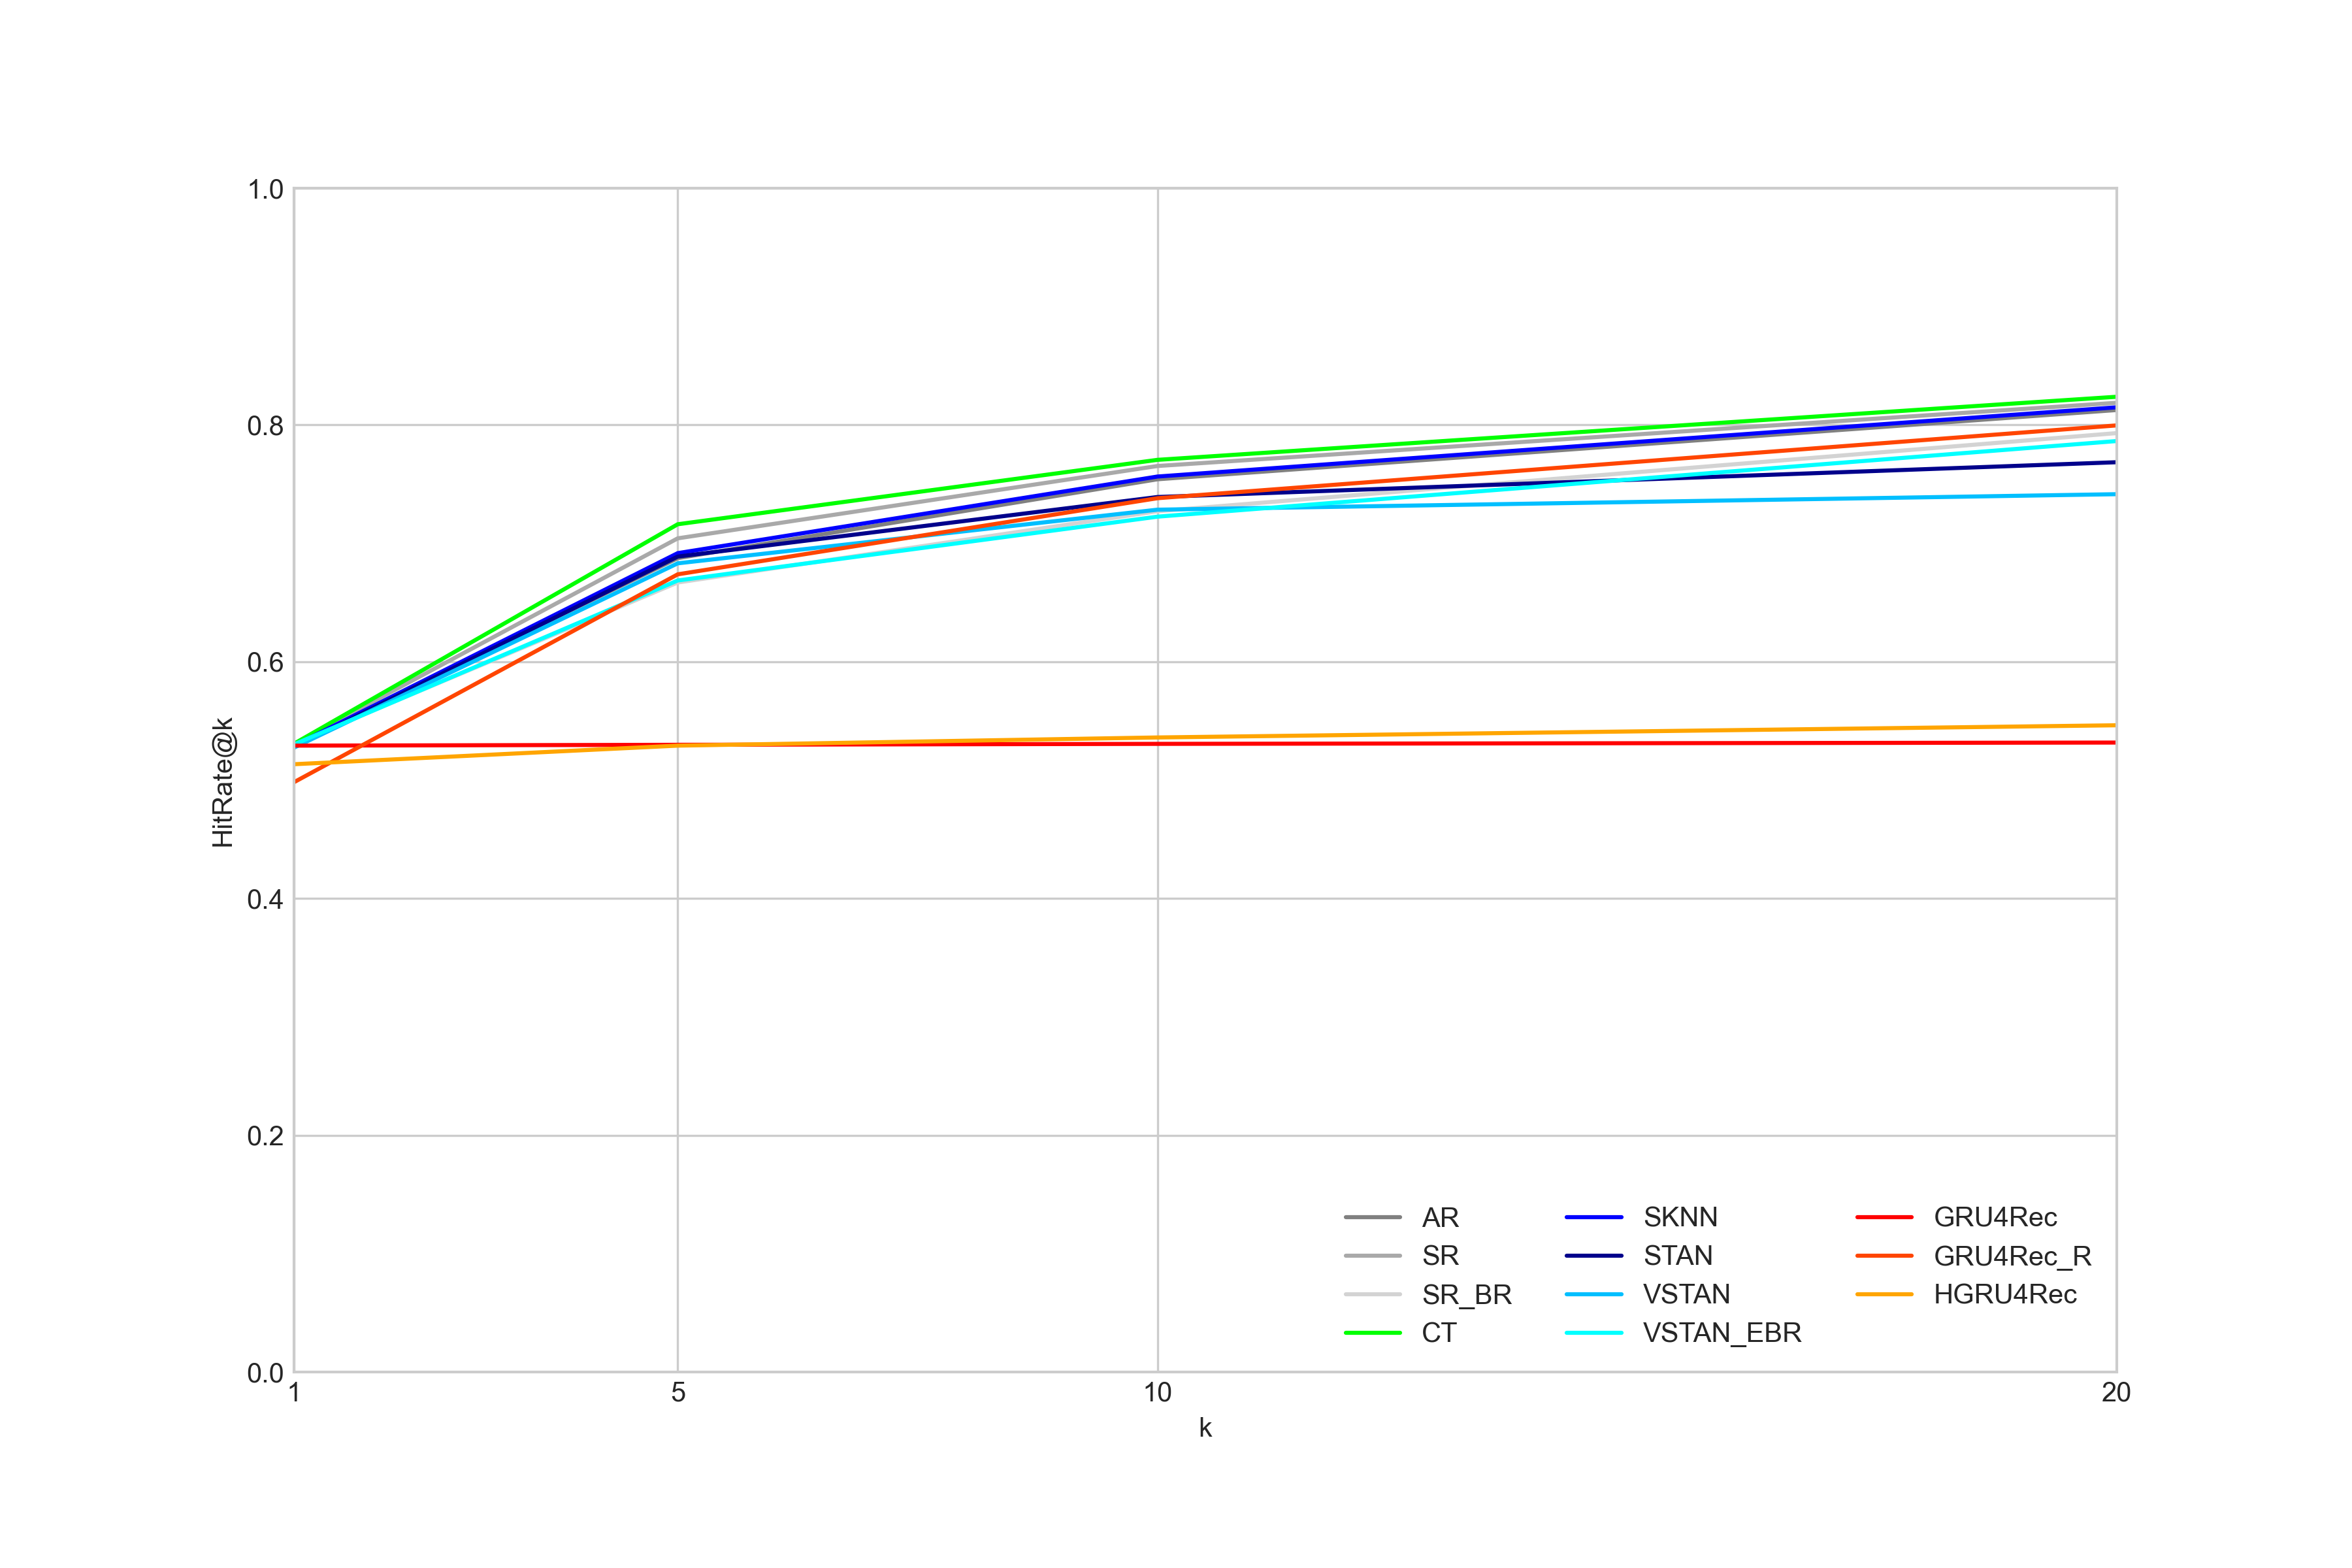 1.0
0.8
0.6
0.4
0.2
0.0
HitRate@k
1
5
10
20
k
AR
SR
SR_BR
CT
SKNN
STAN
VSTAN
VSTAN_EBR
GRU4Rec
GRU4Rec_R
HGRU4Rec